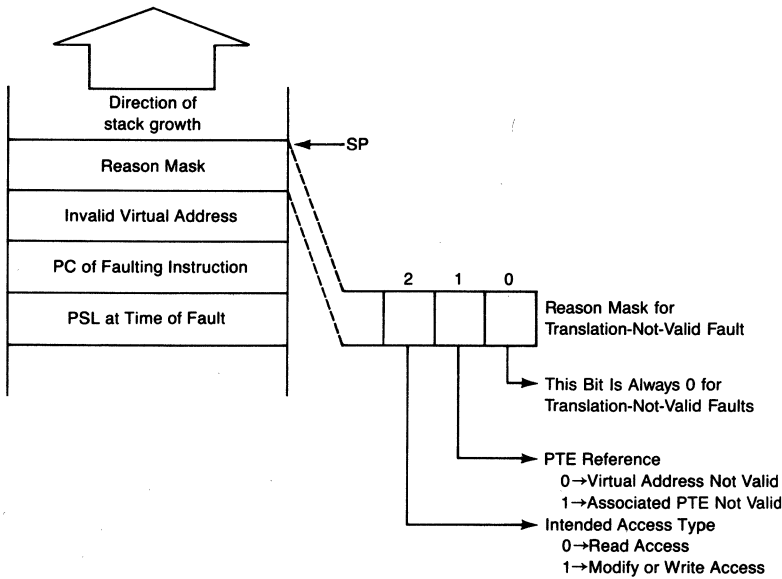 Direction of
stack growth
SP
Reason Mask
Invalid Virtual Address
PC of Faulting Instruction
PSL at Time of Fault
2 1 0
Reason Mask for
Translation-Not-Valid Fault
This Bit Is Always 0 for
Translation-Not-Valid Faults
PTE Reference
0→Virtual Address Not Valid
1→Associated PTE Not Valid
Intended Access Type
0→Read Access
1→Modify or Write Access